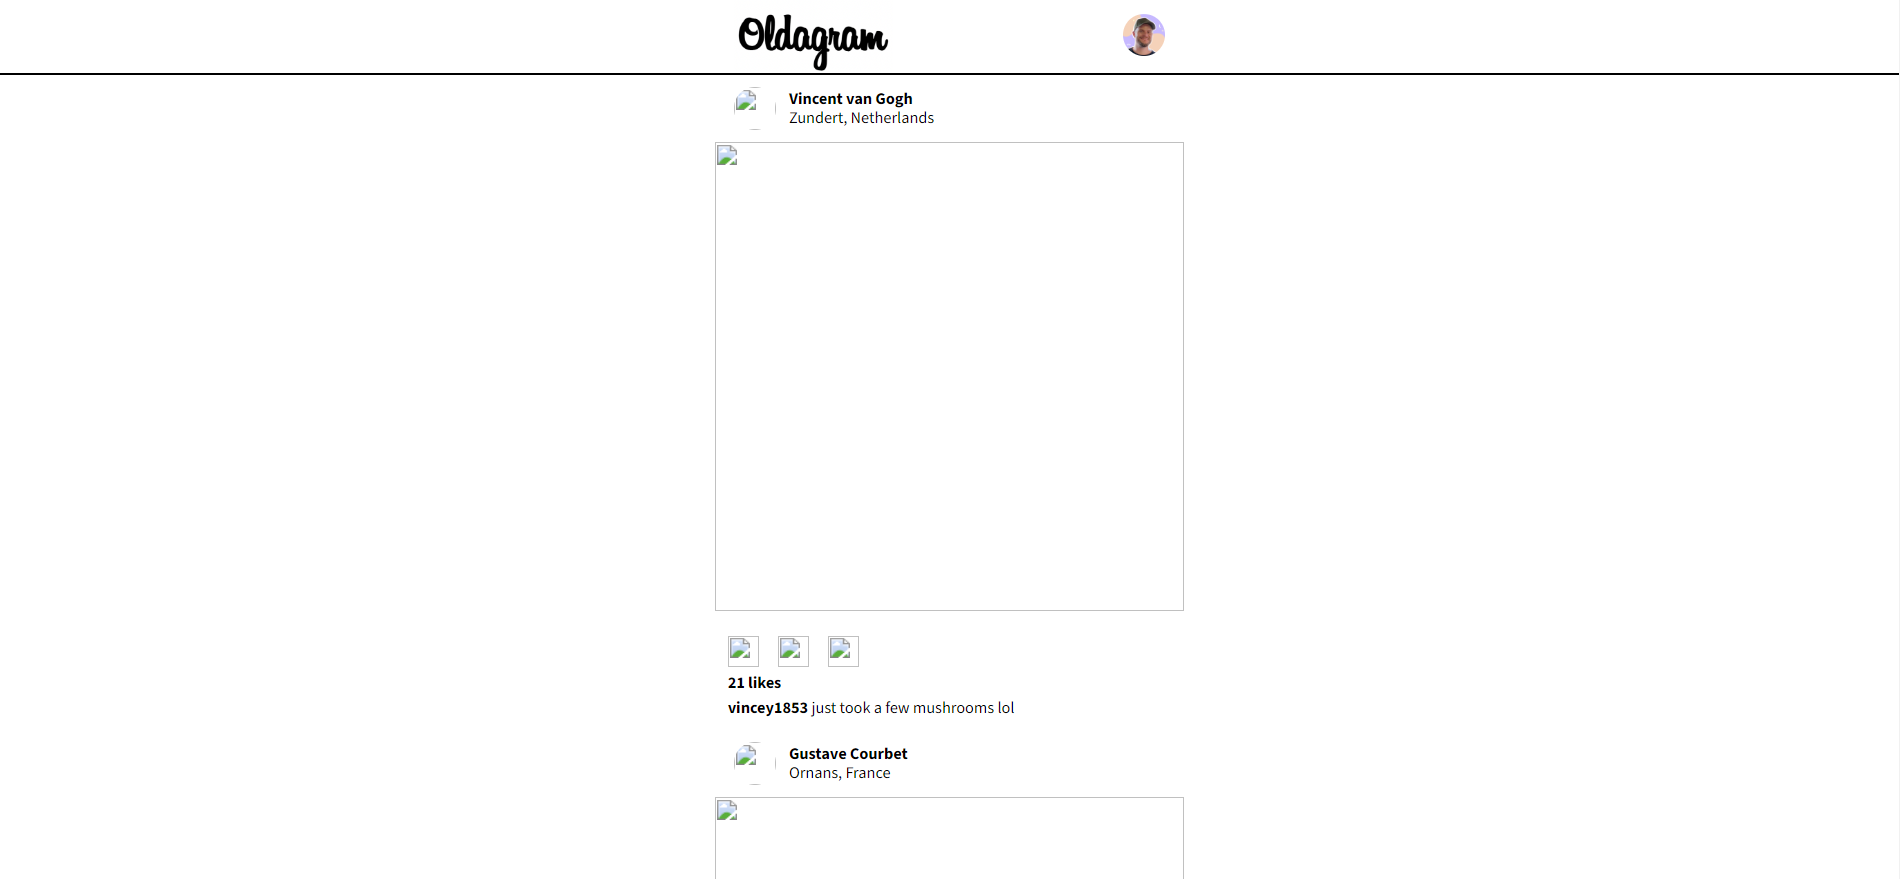 Oldagram
Vincent van Gogh
Zundert, Netherlands
21 likes
vincey1853 just took a few mushrooms lol
Gustave Courbet
Ornans, France